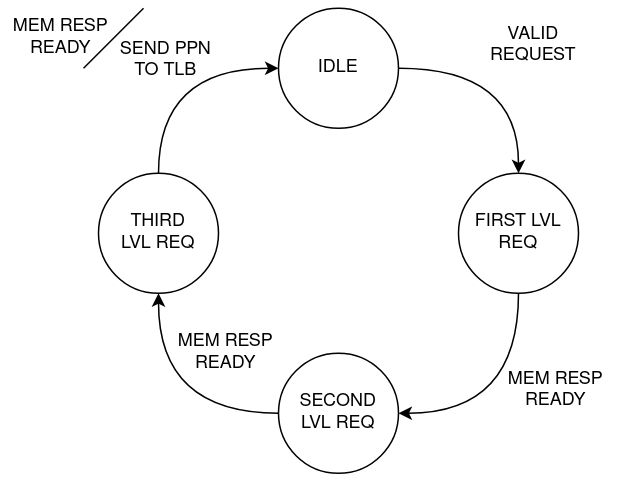 MEM RESP
READY
SEND PPN
TO TLB
IDLE
VALID
REQUEST
THIRD
LVL REQ
FIRST LVL
REQ
MEM RESP
READY
MEM RESP
READY
SECOND
LVL REQ